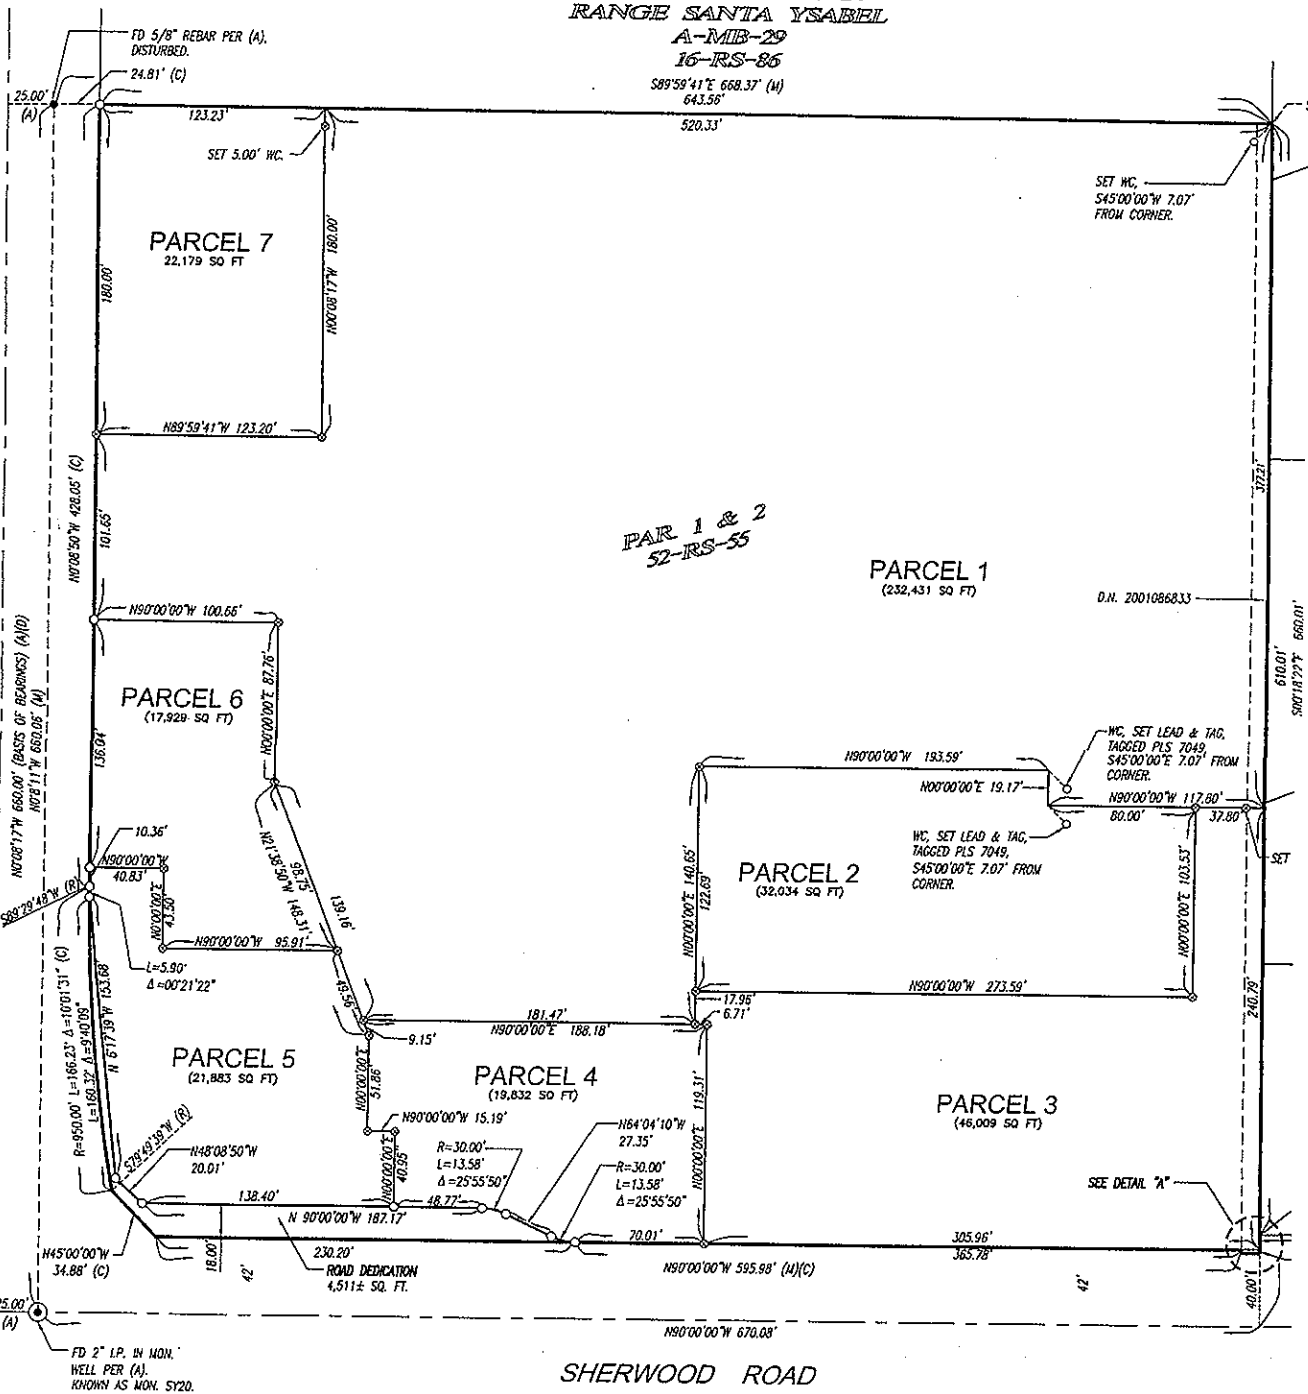 RANGE SANTA YSABEL
A-MB-29
16-RS-86
S89°59'41"E 668.37' (M)
643.56'
FD 5/8" REBAR PER (A).
DISTURBED.
24.81' (C)
25.00'
(A)
123.23'
520.33'
SET 5.00' WC.
SET WC,
S45°00'00"W 7.07'
FROM CORNER.
PARCEL 7
22,179 SQ FT
180.00'
N00°08'17"W 180.00'
N89°59'41"W 123.20'
N0°08'50"W 428.05' (C)
101.65'
377.21'
PAR 1 & 2
52-RS-55
PARCEL 1
(232,431 SQ FT)
D.N. 2001086833
610.01'
S00°18'22"E 660.01'
N90°00'00"W 100.66'
N00°00'00"E 87.76'
PARCEL 6
(17,929 SQ FT)
136.04'
N0°08'17"W 660.00' (BASIS OF BEARINGS) (A)(D)
N0°8'11"W 660.06' (M)
N90°00'00"W 193.59'
N00°00'00"E 19.17'
WC, SET LEAD & TAG,
TAGGED PLS 7049,
S45°00'00"E 7.07' FROM
CORNER.
N90°00'00"W 117.80'
80.00'
37.80'
SET
WC, SET LEAD & TAG,
TAGGED PLS 7049,
S45°00'00"E 7.07' FROM
CORNER.
10.36'
N90°00'00"W
40.83'
N0°00'00"E
43.50'
S89°29'48"W (R)
N21°38'50"W 148.31'
98.75'
139.16'
N00°00'00"E 140.65'
122.69'
PARCEL 2
(32,034 SQ FT)
N00°00'00"E 103.53'
N90°00'00"W 95.91'
L=5.90'
Δ=00°21'22"
49.56'
N90°00'00"W 273.59'
17.96'
6.71'
240.79'
181.47'
N90°00'00"E 188.18'
9.15'
R=950.00' L=166.23' Δ=10°01'31" (C)
L=160.32' Δ=9°40'09"
N 6°17'39"W 153.68'
PARCEL 5
(21,883 SQ FT)
N00°00'00"E
51.86'
PARCEL 4
(19,832 SQ FT)
N00°00'00"E 119.31'
PARCEL 3
(46,009 SQ FT)
N90°00'00"W 15.19'
N64°04'10"W
27.35'
R=30.00'
L=13.58'
Δ=25°55'50"
R=30.00'
L=13.58'
Δ=25°55'50"
S79°49'39"W (R)
N48°08'50"W
20.01'
N00°00'00"E
40.95'
SEE DETAIL "A"
138.40'
48.77'
N 90°00'00"W 187.17'
70.01'
305.96'
365.78'
N45°00'00"W
34.88' (C)
18.00'
42'
230.20'
ROAD DEDICATION
4,511± SQ. FT.
N90°00'00"W 595.98' (M)(C)
42'
40.00'
(A)
N90°00'00"W 670.08'
FD 2" I.P. IN MON.
WELL PER (A).
KNOWN AS MON. SY20.
SHERWOOD ROAD